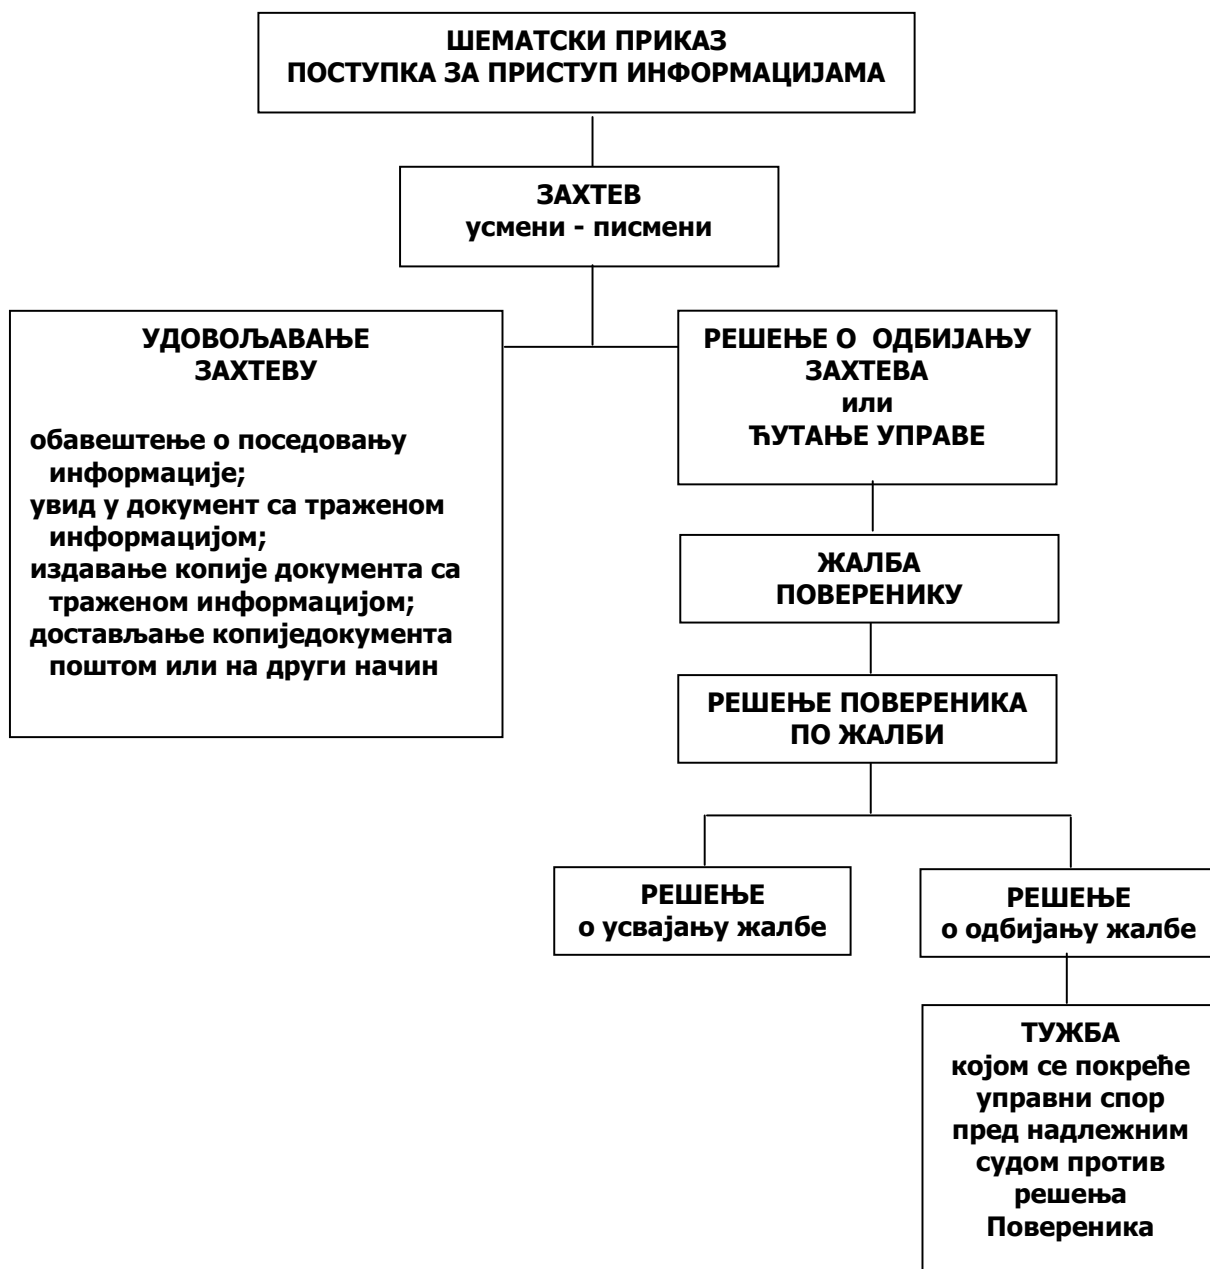 ШЕМАТСКИ ПРИКАЗ
ПОСТУПКА ЗА ПРИСТУП ИНФОРМАЦИЈАМА
ЗАХТЕВ
усмени - писмени
УДОВОЉАВАЊЕ
ЗАХТЕВУ
обавештење о поседовању
информације;
увид у документ са траженом
информацијом;
издавање копије документа са
траженом информацијом;
достављање копиједокумента
поштом или на други начин
РЕШЕЊЕ О ОДБИЈАЊУ
ЗАХТЕВА
или
ЋУТАЊЕ УПРАВЕ
ЖАЛБА
ПОВЕРЕНИКУ
РЕШЕЊЕ ПОВЕРЕНИКА
ПО ЖАЛБИ
РЕШЕЊЕ
о усвајању жалбе
РЕШЕЊЕ
о одбијању жалбе
ТУЖБА
којом се покреће
управни спор
пред надлежним
судом против
решења
Повереника